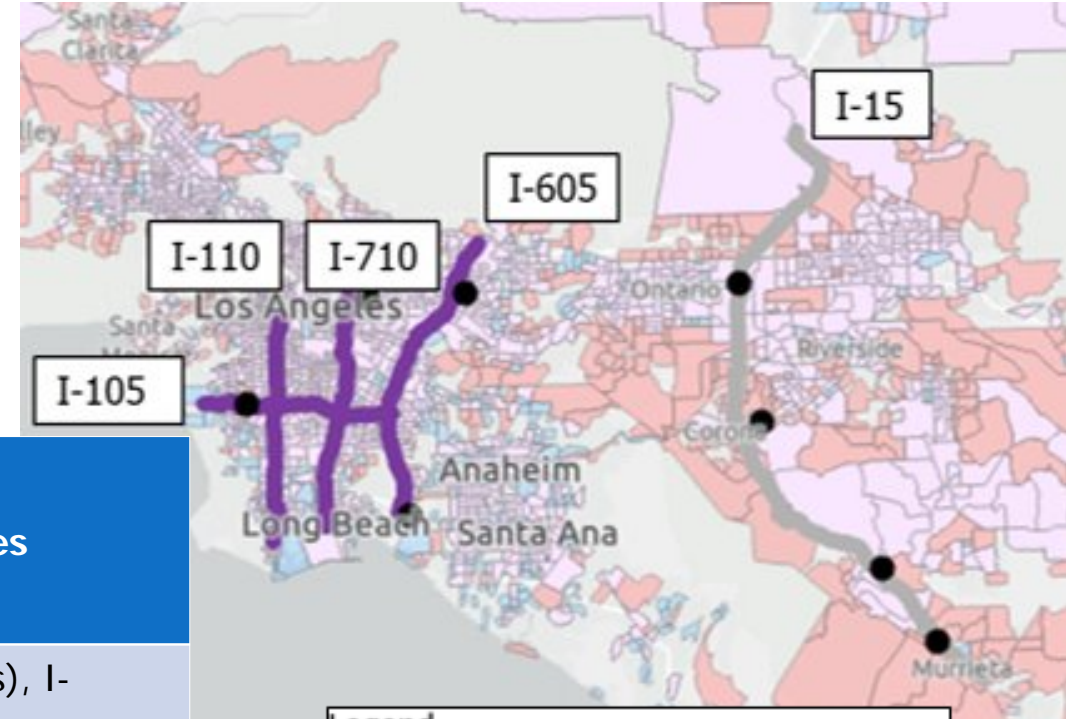 Santa
Clarita
lley
I-15
I-605
I-110
I-710
Los Angeles
Ontario
Santa
Riverside
I-105
Corona
Anaheim
Long Beach
Santa Ana
es
s), I-
Murrieta
Legend